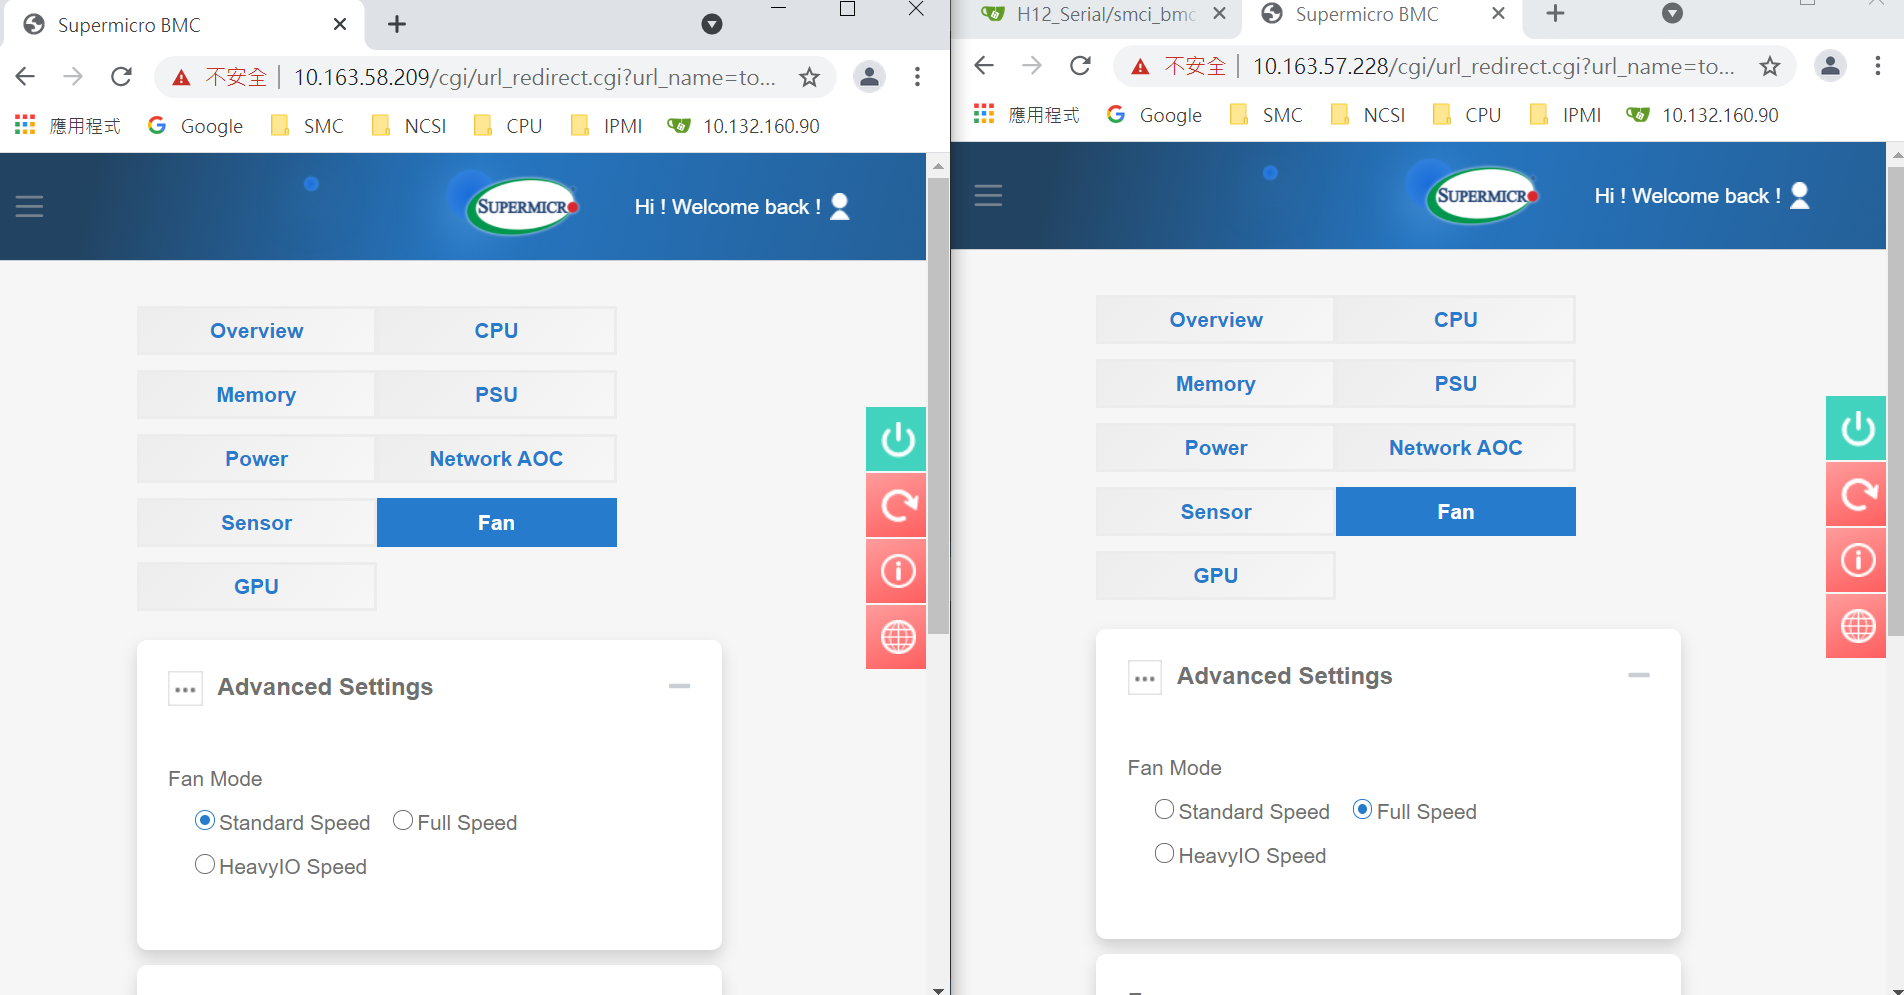 Supermicro BMC
不安全 | 10.163.58.209/cgi/url_redirect.cgi?url_name=to...
應用程式 Google SMC NCSI CPU IPMI 10.132.160.90
SUPERMICRO
Hi ! Welcome back !
Overview CPU
Memory PSU
Power Network AOC
Sensor Fan
GPU
Advanced Settings
Fan Mode
Standard Speed Full Speed
HeavyIO Speed
H12_Serial/smci_bmc Supermicro BMC
不安全 | 10.163.57.228/cgi/url_redirect.cgi?url_name=to...
應用程式 Google SMC NCSI CPU IPMI 10.132.160.90
SUPERMICRO
Hi ! Welcome back !
Overview CPU
Memory PSU
Power Network AOC
Sensor Fan
GPU
Advanced Settings
Fan Mode
Standard Speed Full Speed
HeavyIO Speed